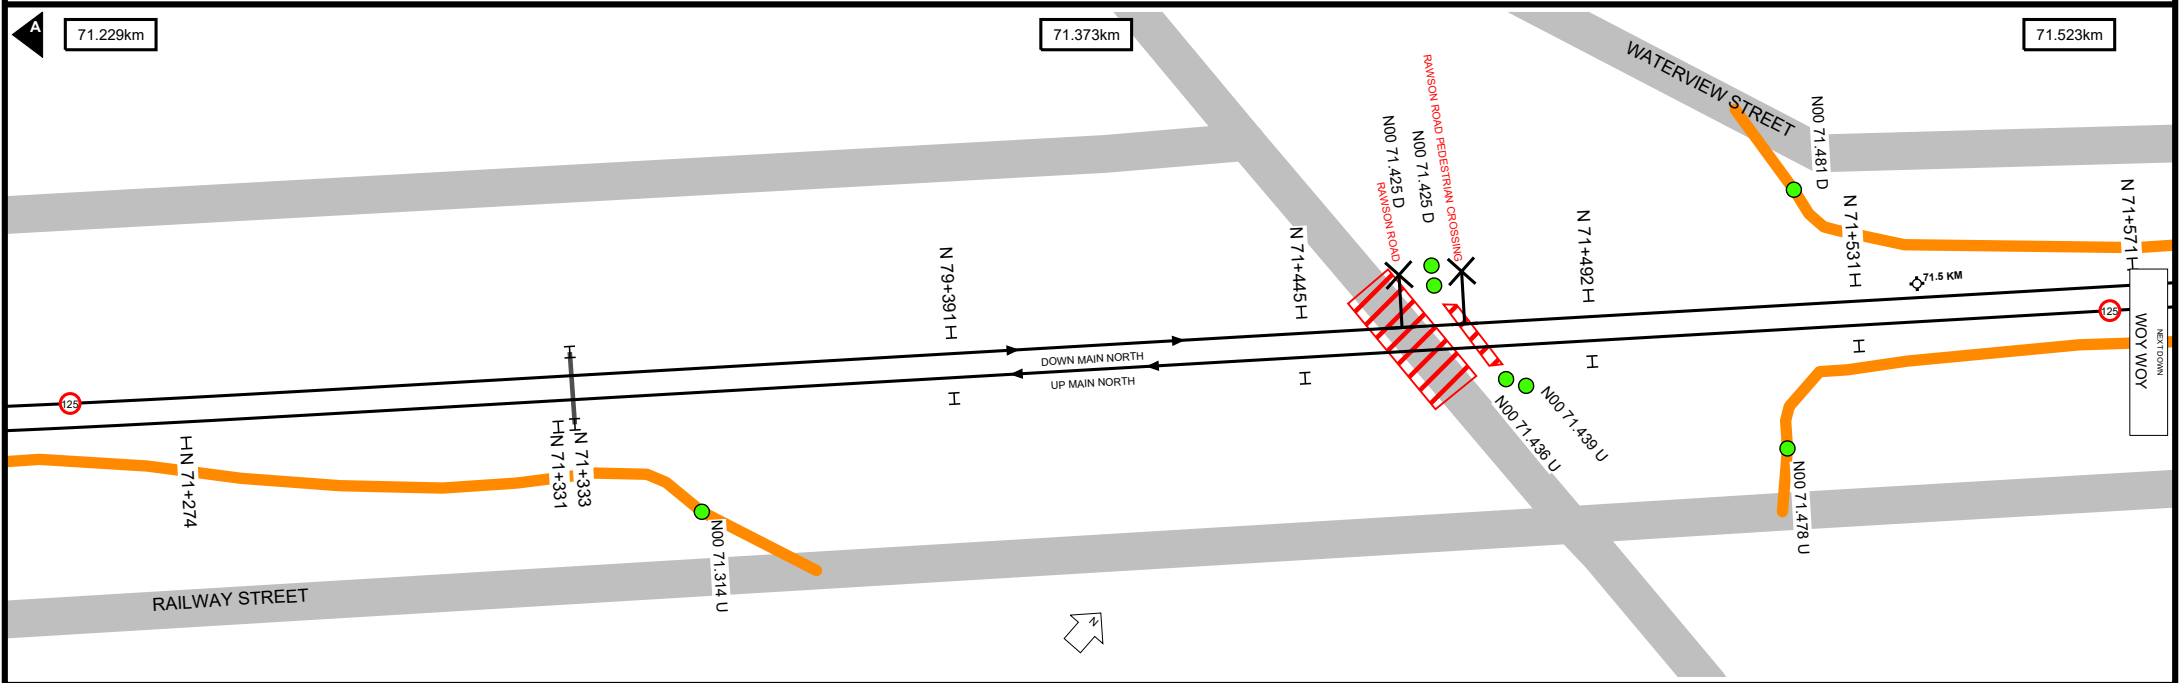 A
71.229km
71.373km
71.523km
WATERVIEW STREET
RAWSON ROAD PEDESTRIAN CROSSING
N00 71.425 D
N00 71.425 D
RAWSON ROAD
N00 71.481 D
N 71+571 H
N 71+531 H
N 71+492 H
N 71+445 H
N 79+391 H
71.5 KM
125
125
DOWN MAIN NORTH
UP MAIN NORTH
H
H
H
H
H
H
HN 71+274
HN 71+331
N 71+333
N00 71.314 U
N00 71.436 U
N00 71.439 U
N00 71.478 U
NEXT DOWN
WOY WOY
RAILWAY STREET
N